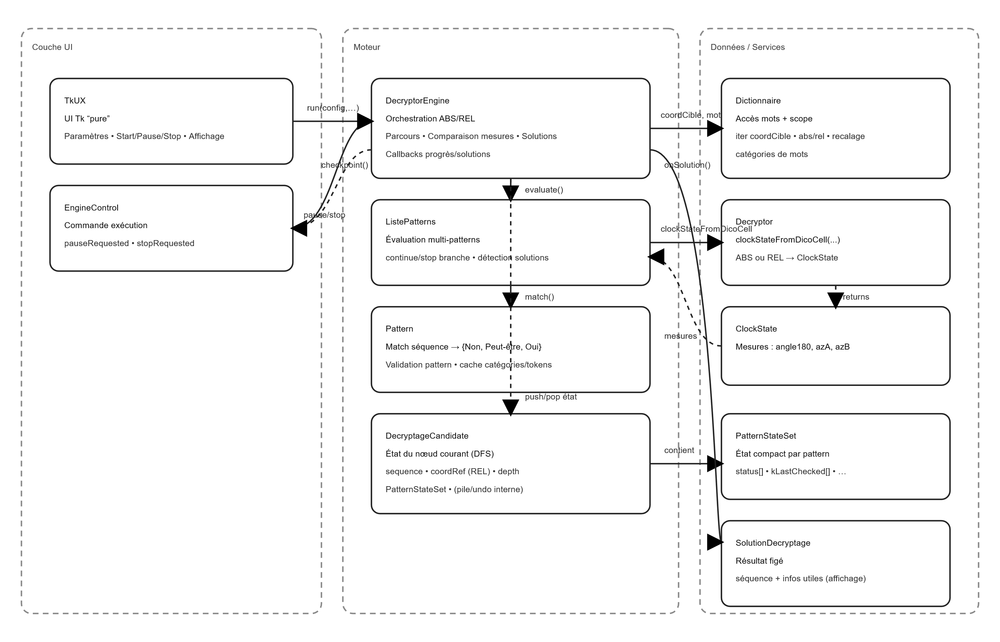 Couche UI
TkUX
UI Tk “pure”
Paramètres • Start/Pause/Stop • Affichage
EngineControl
Commande exécution
pauseRequested • stopRequested
run(config,…)
checkpoint()
pause/stop
Moteur
DecryptorEngine
Orchestration ABS/REL
Parcours • Comparaison mesures • Solutions
Callbacks progrès/solutions
evaluate()
ListePatterns
Évaluation multi-patterns
continue/stop branche • détection solutions
match()
Pattern
Match séquence → {Non, Peut-être, Oui}
Validation pattern • cache catégories/tokens
push/pop état
DecryptageCandidate
État du nœud courant (DFS)
sequence • coordRef (REL) • depth
PatternStateSet • (pile/undo interne)
coordCible, mot
onSolution()
clockStateFromDicoCell
mesures
contient
Données / Services
Dictionnaire
Accès mots + scope
iter coordCible • abs/rel • recalage
catégories de mots
Decryptor
clockStateFromDicoCell(...)
ABS ou REL → ClockState
returns
ClockState
Mesures : angle180, azA, azB
PatternStateSet
État compact par pattern
status[] • kLastChecked[] • …
SolutionDecryptage
Résultat figé
séquence + infos utiles (affichage)